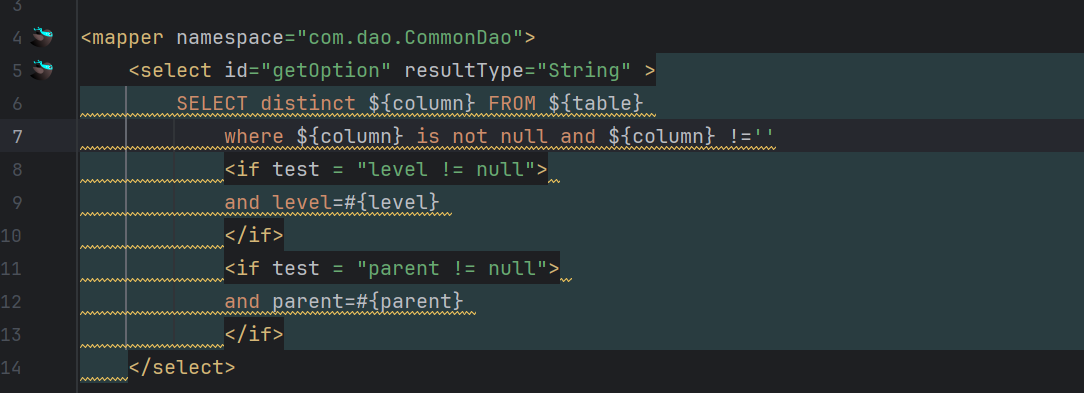 3
4 <mapper namespace="com.dao.CommonDao">
5 <select id="getOption" resultType="String" >
6 SELECT distinct ${column} FROM ${table}
7 where ${column} is not null and ${column} !=''
8 <if test = "level != null">
9 and level=#{level}
10 </if>
11 <if test = "parent != null">
12 and parent=#{parent}
13 </if>
14 </select>